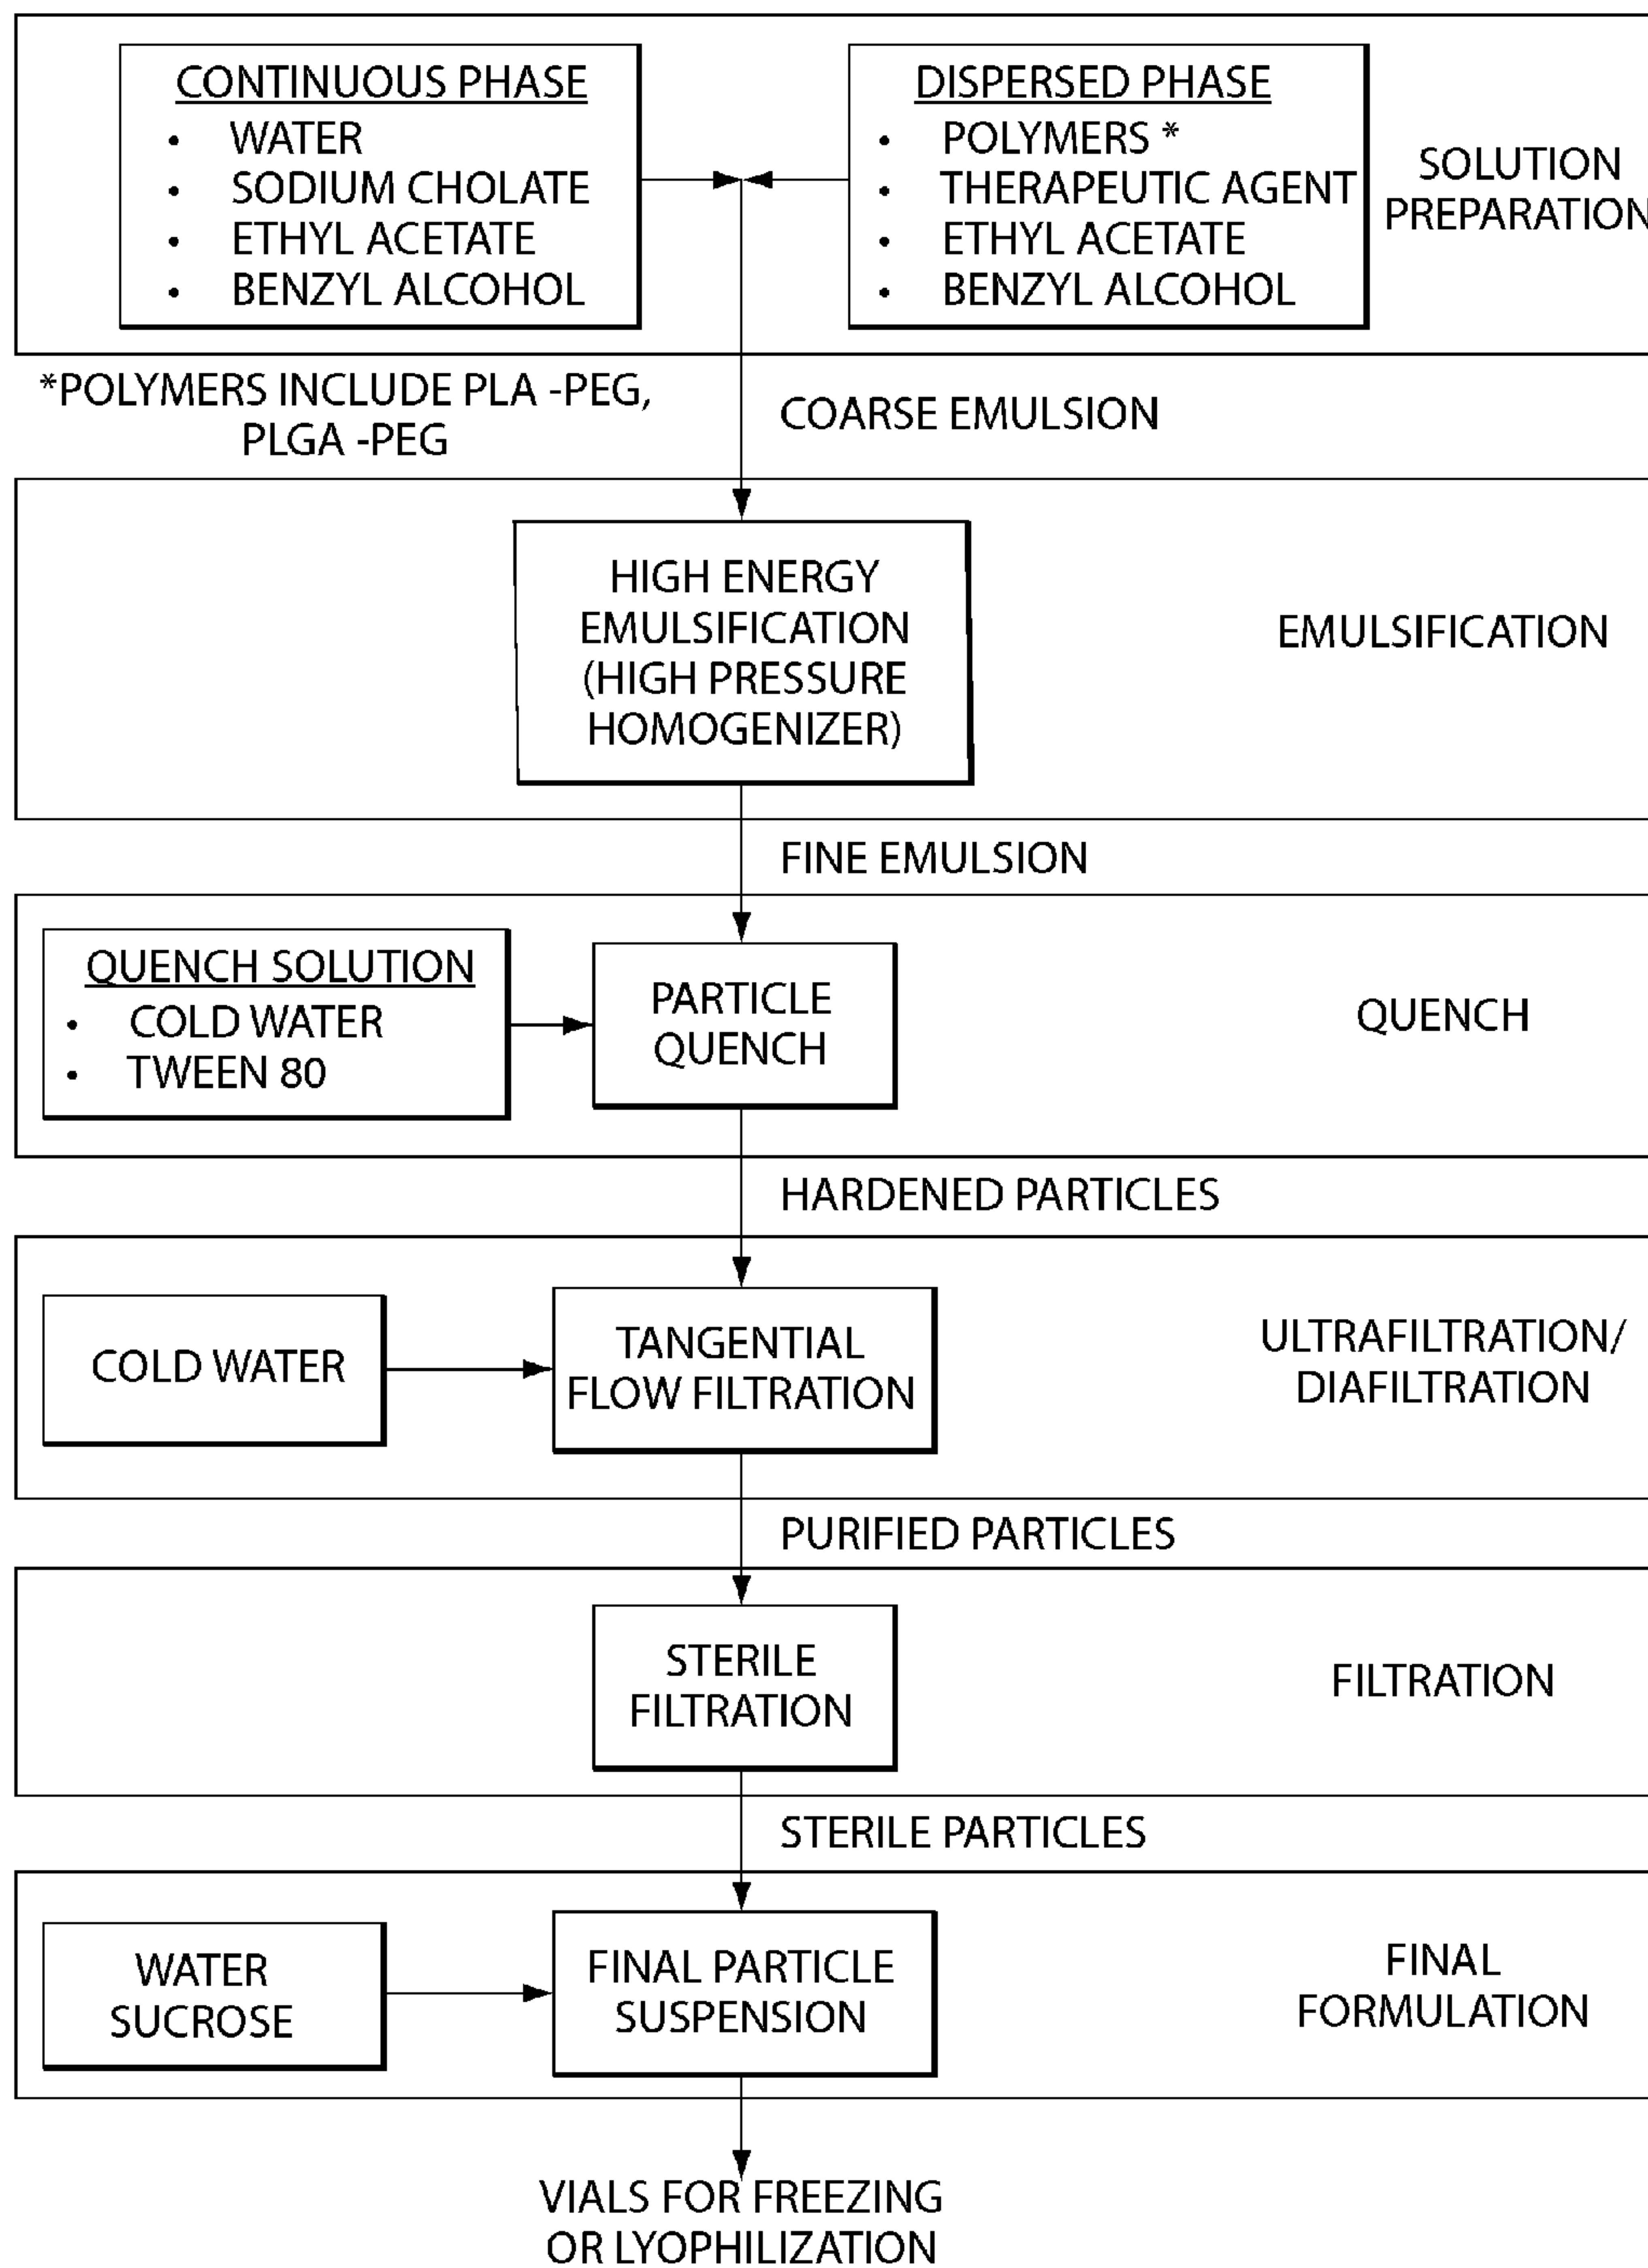 CONTINUOUS PHASE
• WATER
• SODIUM CHOLATE
• ETHYL ACETATE
• BENZYL ALCOHOL
DISPERSED PHASE
• POLYMERS *
• THERAPEUTIC AGENT
• ETHYL ACETATE
• BENZYL ALCOHOL
SOLUTION
PREPARATION
*POLYMERS INCLUDE PLA -PEG,
PLGA -PEG
COARSE EMULSION
HIGH ENERGY
EMULSIFICATION
(HIGH PRESSURE
HOMOGENIZER)
EMULSIFICATION
FINE EMULSION
QUENCH SOLUTION
• COLD WATER
• TWEEN 80
PARTICLE
QUENCH
QUENCH
HARDENED PARTICLES
COLD WATER
TANGENTIAL
FLOW FILTRATION
ULTRAFILTRATION/
DIAFILTRATION
PURIFIED PARTICLES
STERILE
FILTRATION
FILTRATION
STERILE PARTICLES
WATER
SUCROSE
FINAL PARTICLE
SUSPENSION
FINAL
FORMULATION
VIALS FOR FREEZING
OR LYOPHILIZATION